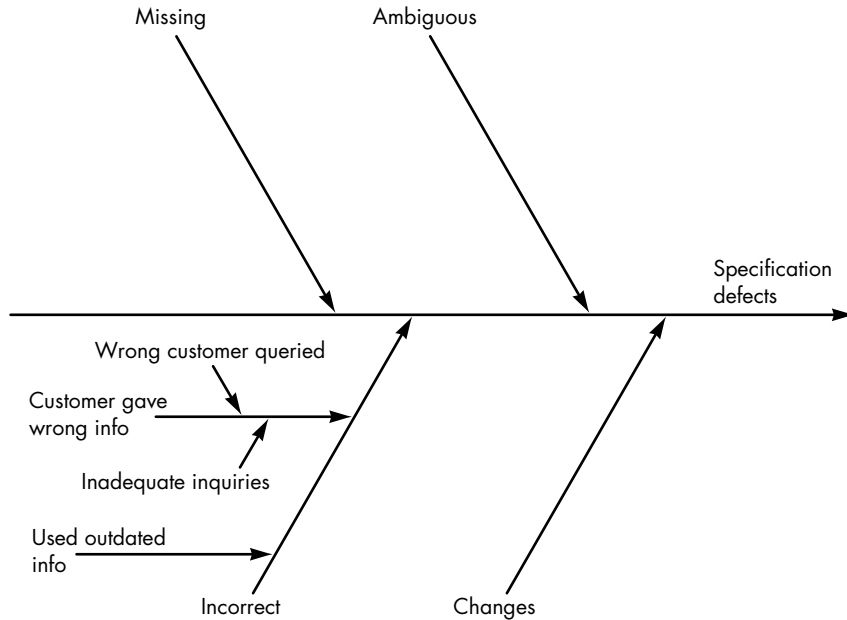 Missing
Ambiguous
Specification
defects
Wrong customer queried
Customer gave
wrong info
Inadequate inquiries
Used outdated
info
Incorrect
Changes